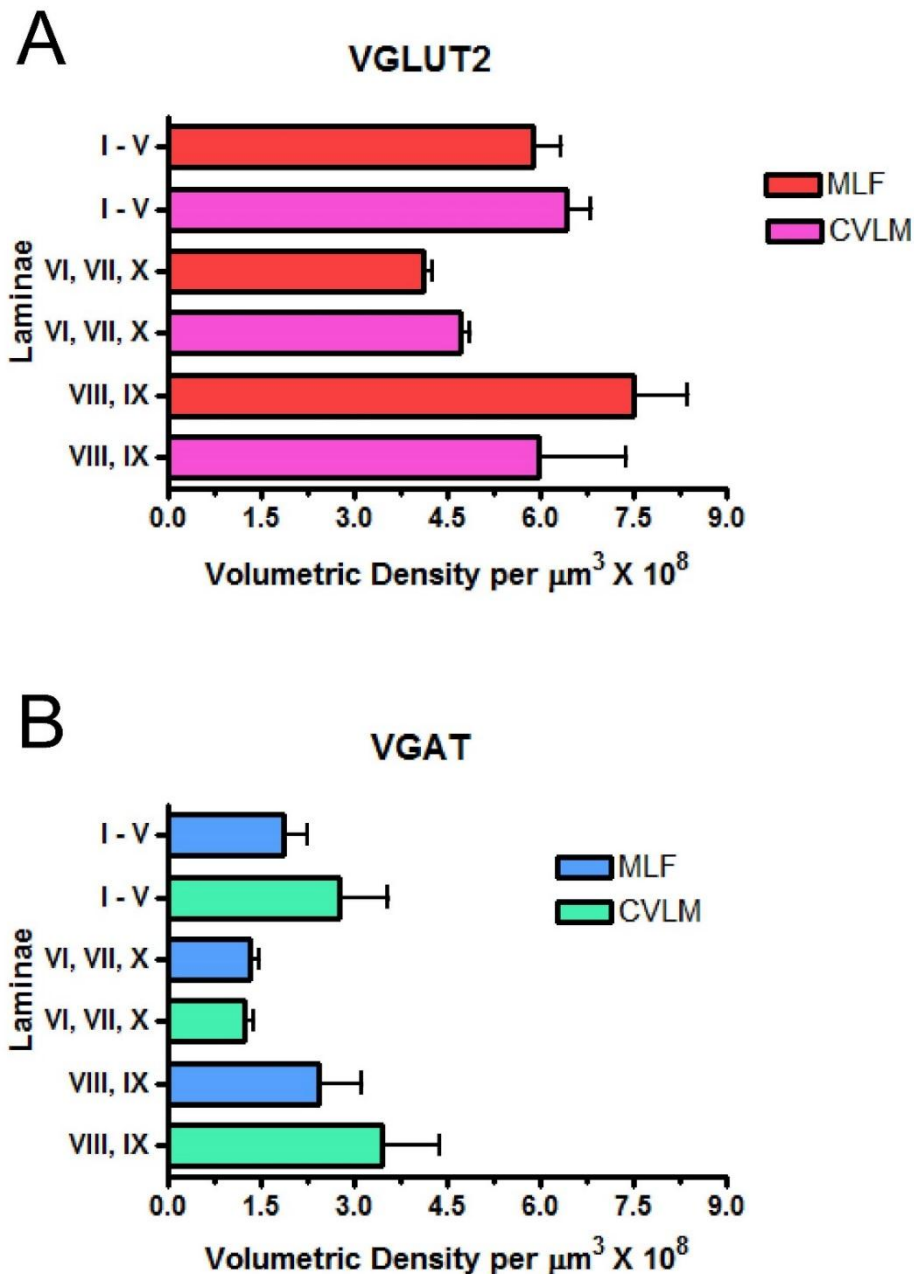 A
VGLUT2
I - V
I - V
VI, VII, X
VI, VII, X
VIII, IX
VIII, IX
Laminae
MLF
CVLM
0.0 1.5 3.0 4.5 6.0 7.5 9.0
Volumetric Density per μm³ X 10⁸
B
VGAT
I - V
I - V
VI, VII, X
VI, VII, X
VIII, IX
VIII, IX
Laminae
MLF
CVLM
0.0 1.5 3.0 4.5 6.0 7.5 9.0
Volumetric Density per μm³ X 10⁸